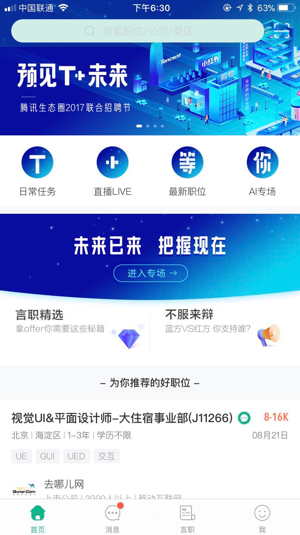 中国联通
下午6:30
53%
搜索职位/公司/商区
预见T+未来
Tencent
小红书
腾讯生态圈2017联合招聘节
T
+
等
你
日常任务
直播LIVE
最新职位
AI专场
未来已来 把握现在
进入专场
言职精选
拿offer你需要这些秘籍
不服来辩
蓝方VS红方 你支持谁?
– 为你推荐的好职位 –
视觉UI&平面设计师-大住宿事业部(J11266)
8-16K
北京 | 海淀区 | 1-3年 | 学历不限
08月21日
UE
GUI
UED
交互
去哪儿网
Qunar.Com
上市公司 | 2000人以上 | 移动互联网
首页
消息
言职
我